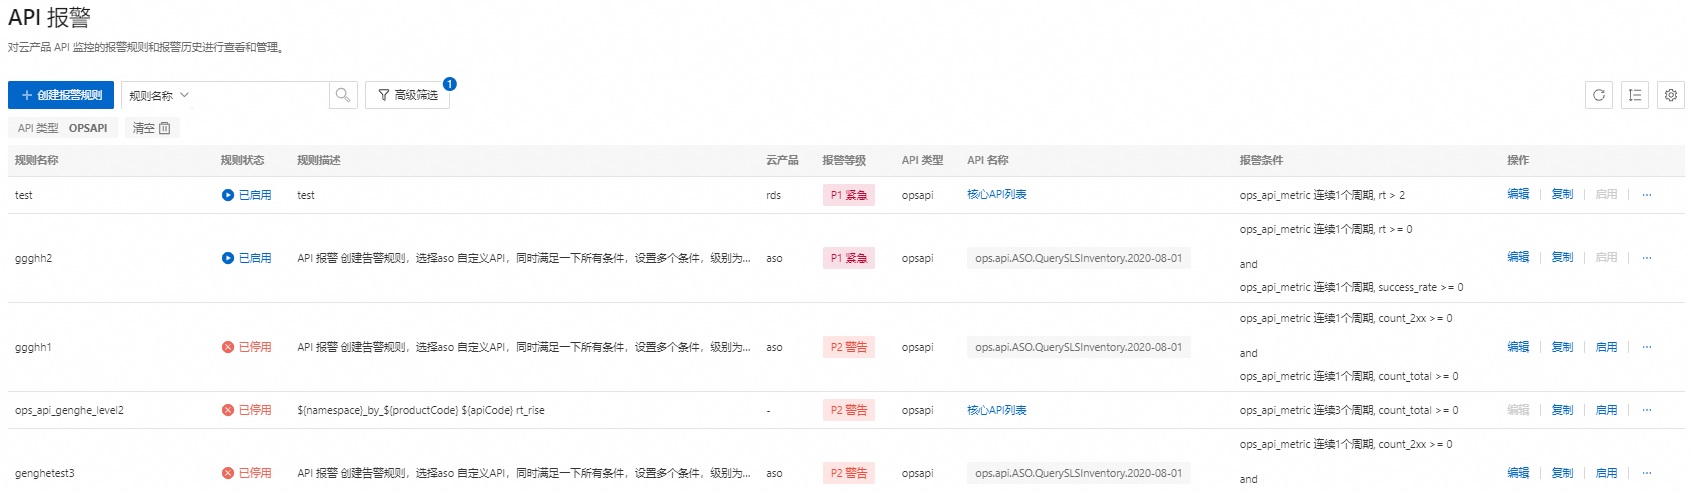 API 报警
对云产品 API 监控的报警规则和报警历史进行查看和管理。
创建报警规则 规则名称 高级筛选 1
API 类型 OPSAPI 清空
规则名称 规则状态 规则描述 云产品 报警等级 API 类型 API 名称 报警条件 操作
test 已启用 test rds P1 紧急 opsapi 核心API列表 ops_api_metric 连续1个周期, rt > 2 编辑 复制 启用 ...
ops_api_metric 连续1个周期, rt >= 0
ggghh2 已启用 API 报警 创建告警规则，选择aso 自定义API，同时满足一下所有条件，设置多个条件，级别为... aso P1 紧急 opsapi ops.api.ASO.QuerySLSInventory.2020-08-01 and 编辑 复制 启用 ...
ops_api_metric 连续1个周期, success_rate >= 0
ops_api_metric 连续1个周期, count_2xx >= 0
ggghh1 已停用 API 报警 创建告警规则，选择aso 自定义API，同时满足一下所有条件，设置多个条件，级别为... aso P2 警告 opsapi ops.api.ASO.QuerySLSInventory.2020-08-01 and 编辑 复制 启用 ...
ops_api_metric 连续1个周期, count_total >= 0
ops_api_genghe_level2 已停用 ${namespace}_by_${productCode} ${apiCode} rt_rise - P2 警告 opsapi 核心API列表 ops_api_metric 连续3个周期, count_total >= 0 编辑 复制 启用 ...
ops_api_metric 连续1个周期, count_2xx >= 0
genghetest3 已停用 API 报警 创建告警规则，选择aso 自定义API，同时满足一下所有条件，设置多个条件，级别为... aso P2 警告 opsapi ops.api.ASO.QuerySLSInventory.2020-08-01 and 编辑 复制 启用 ...